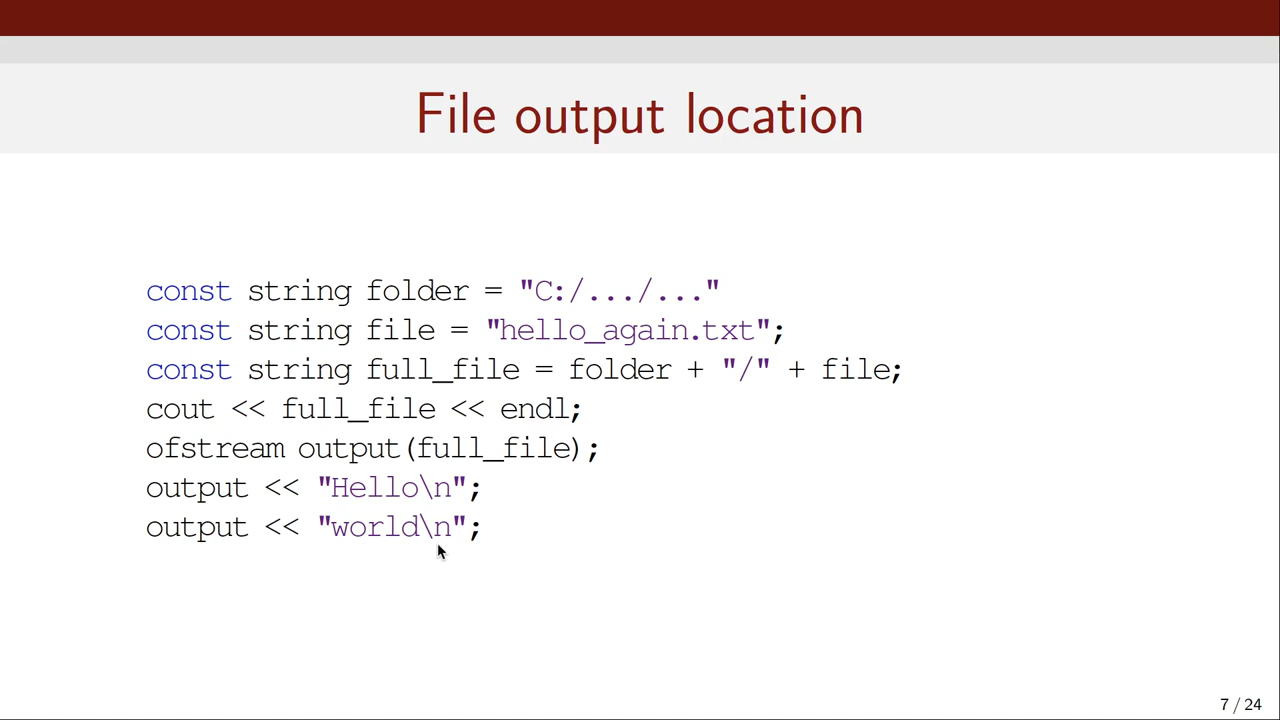 File output location
const string folder = "C:/.../..."
const string file = "hello_again.txt";
const string full_file = folder + "/" + file;
cout << full_file << endl;
ofstream output(full_file);
output << "Hello\n";
output << "world\n";
7 / 24